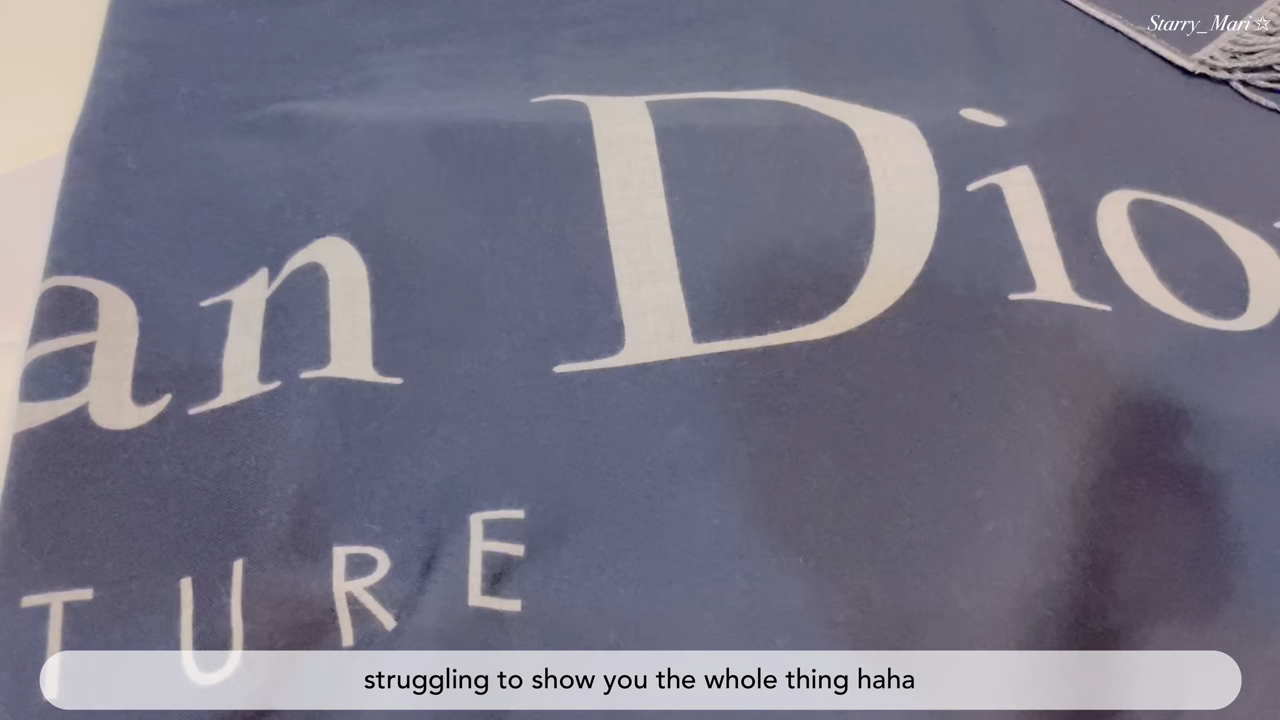 Starry_Mari☆
an Dio
TURE
struggling to show you the whole thing haha